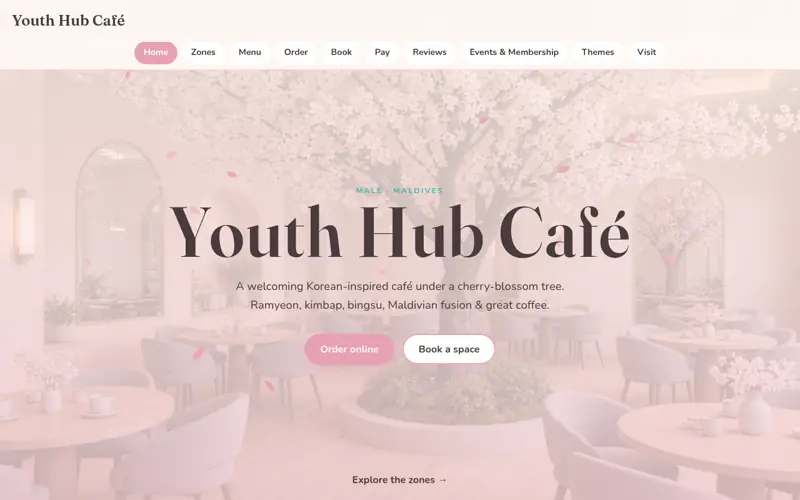 Youth Hub Café
Home Zones Menu Order Book Pay Reviews Events & Membership Themes Visit
MALÉ · MALDIVES
Youth Hub Café
A welcoming Korean-inspired café under a cherry-blossom tree.
Ramyeon, kimbap, bingsu, Maldivian fusion & great coffee.
Order online Book a space
Explore the zones →